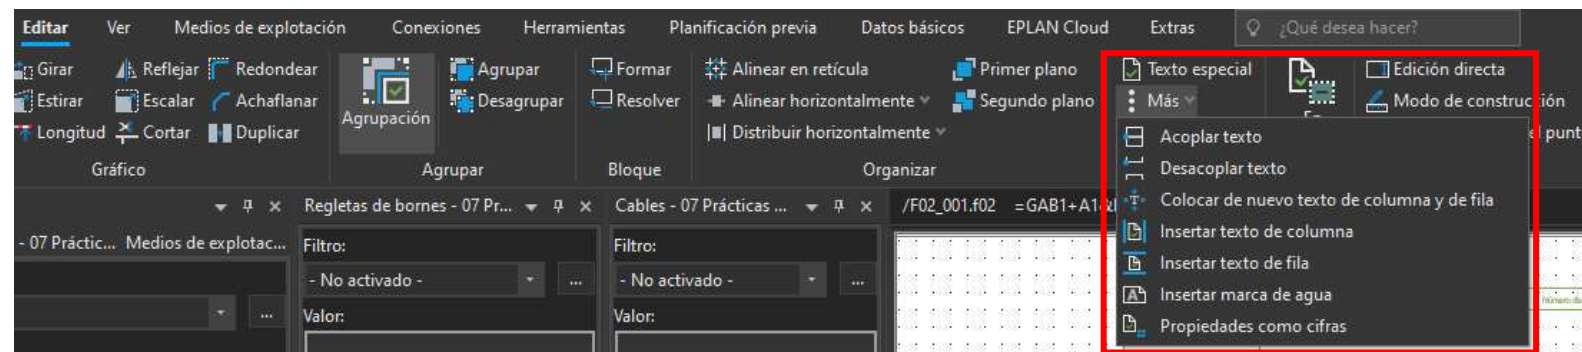 Editar Ver Medios de explotación Conexiones Herramientas Planificación previa Datos básicos EPLAN Cloud Extras ¿Qué desea hacer?
Girar Reflejar Redondear Agrupar Formar Alinear en retícula Primer plano Texto especial Edición directa
Estirar Escalar Achaflanar Agrupación Desagrupar Resolver Alinear horizontalmente Segundo plano Más Modo de construcción
Longitud Cortar Duplicar Distribuir horizontalmente
Gráfico Agrupar Bloque Organizar
Acoplar texto
Desacoplar texto
Colocar de nuevo texto de columna y de fila
Insertar texto de columna
Insertar texto de fila
Insertar marca de agua
Propiedades como cifras
Regletas de bornes - 07 Pr... Cables - 07 Prácticas ... /F02_001.f02 =GAB1+A1&
- 07 Práctic... Medios de explotac... Filtro: Filtro:
- No activado - ... - No activado - ...
... Valor: Valor: